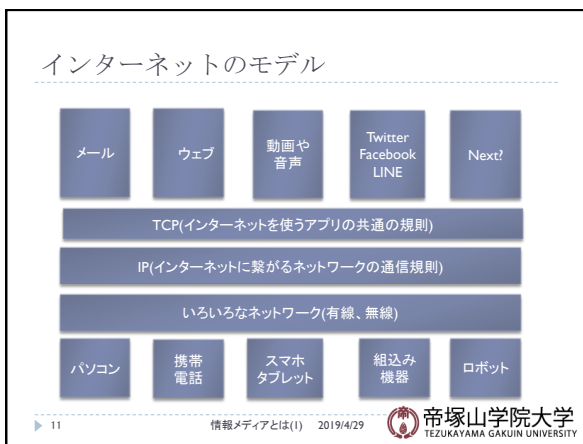 インターネットのモデル
メール
ウェブ
動画や
音声
Twitter
Facebook
LINE
Next?
TCP(インターネットを使うアプリの共通の規則)
IP(インターネットに繋がるネットワークの通信規則)
いろいろなネットワーク(有線、無線)
パソコン
携帯
電話
スマホ
タブレット
組込み
機器
ロボット
11
情報メディアとは(1)
2019/4/29
帝塚山学院大学
TEZUKAYAMA GAKUIN UNIVERSITY